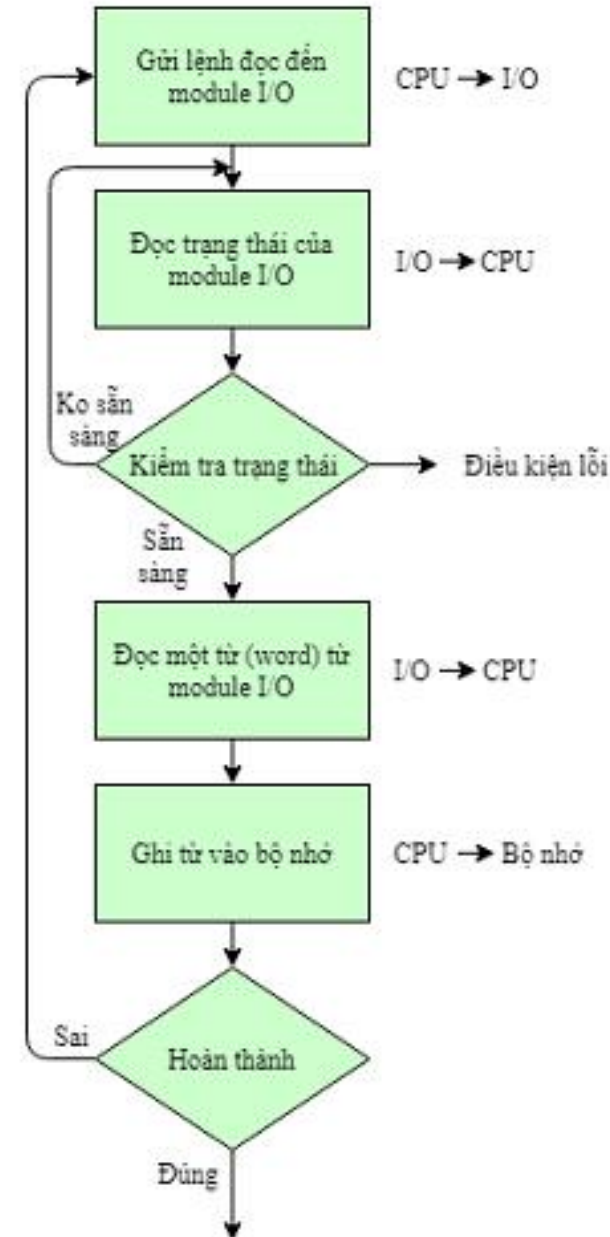 Gửi lệnh đọc đến
module I/O
CPU → I/O
Đọc trạng thái của
module I/O
I/O → CPU
Ko sẵn
sàng
Kiểm tra trạng thái
Điều kiện lỗi
Sẵn
sàng
Đọc một từ (word) từ
module I/O
I/O → CPU
Ghi từ vào bộ nhớ
CPU → Bộ nhớ
Sai
Hoàn thành
Đúng